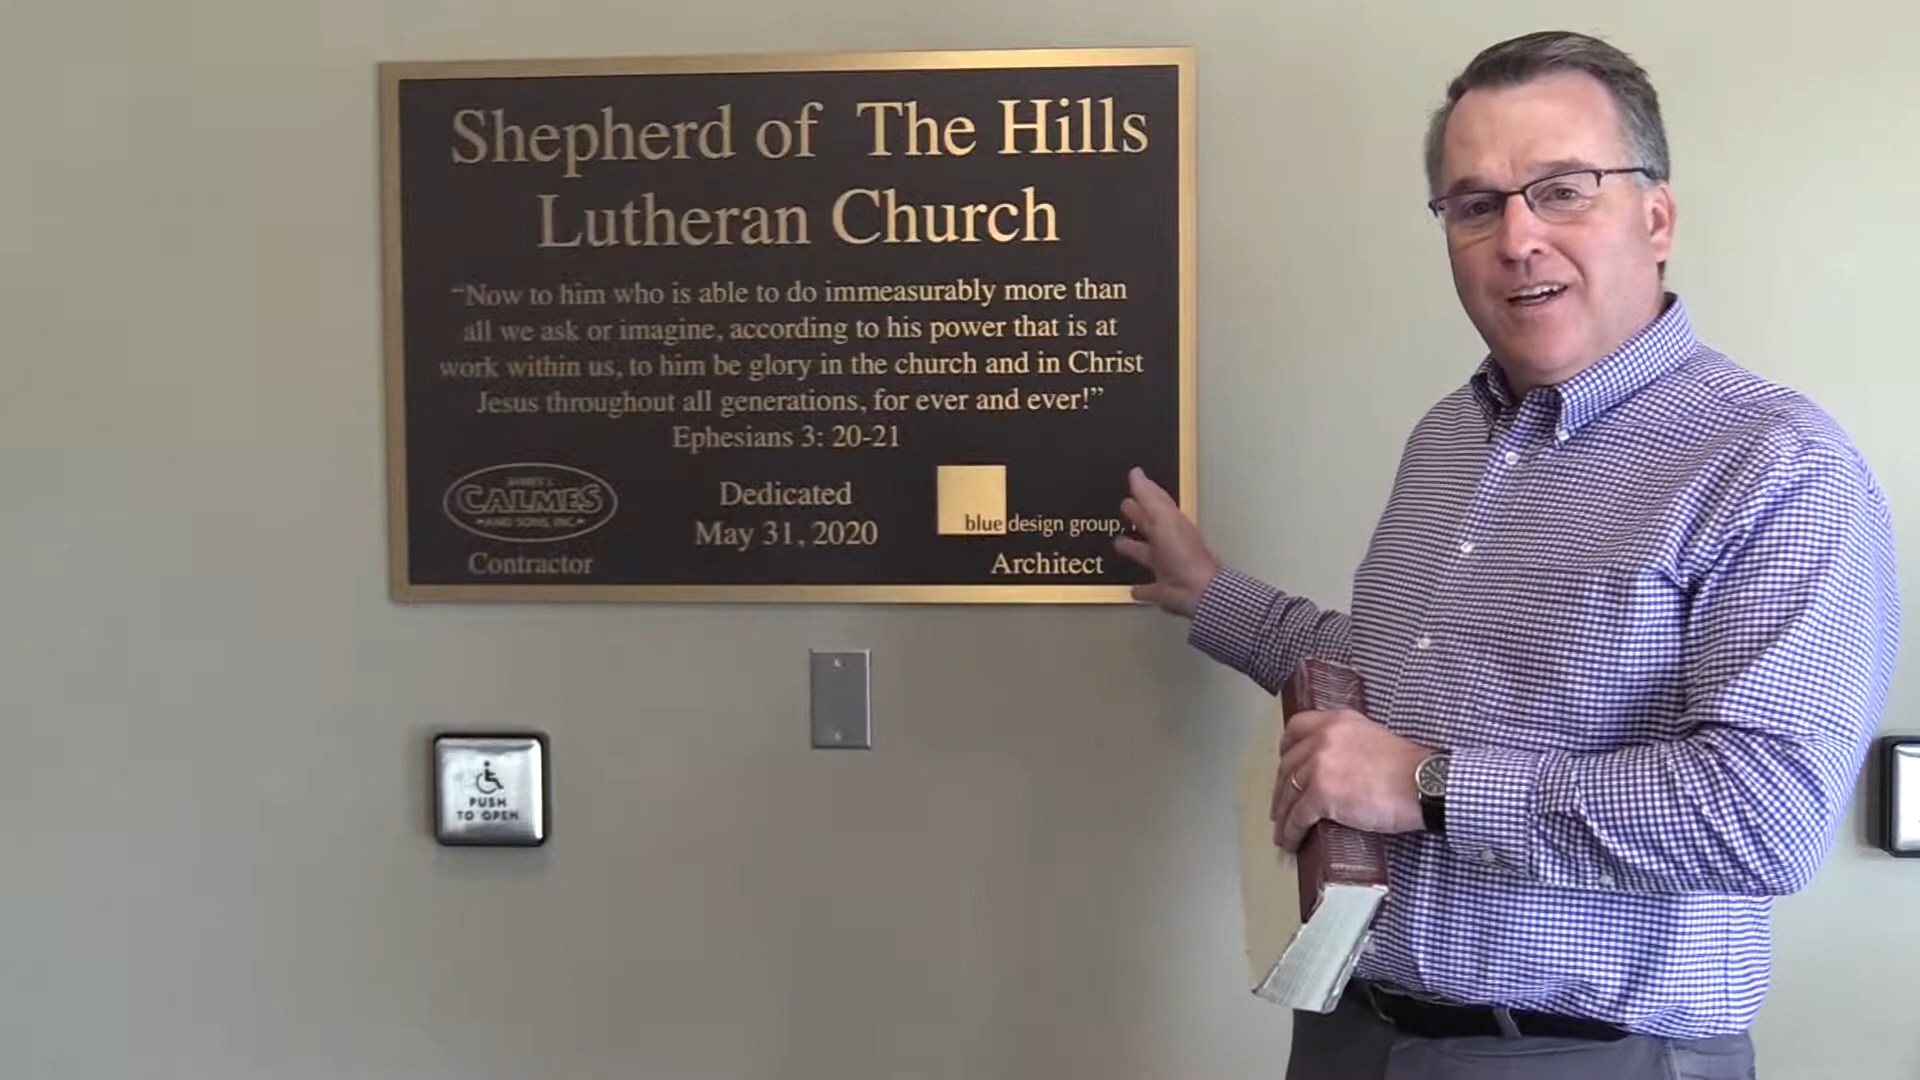 Shepherd of The Hills
Lutheran Church
“Now to him who is able to do immeasurably more than
all we ask or imagine, according to his power that is at
work within us, to him be glory in the church and in Christ
Jesus throughout all generations, for ever and ever!”
Ephesians 3: 20-21
CALMES
AND SONS, INC.
Contractor
Dedicated
May 31, 2020
blue design group,
Architect
PUSH
TO OPEN